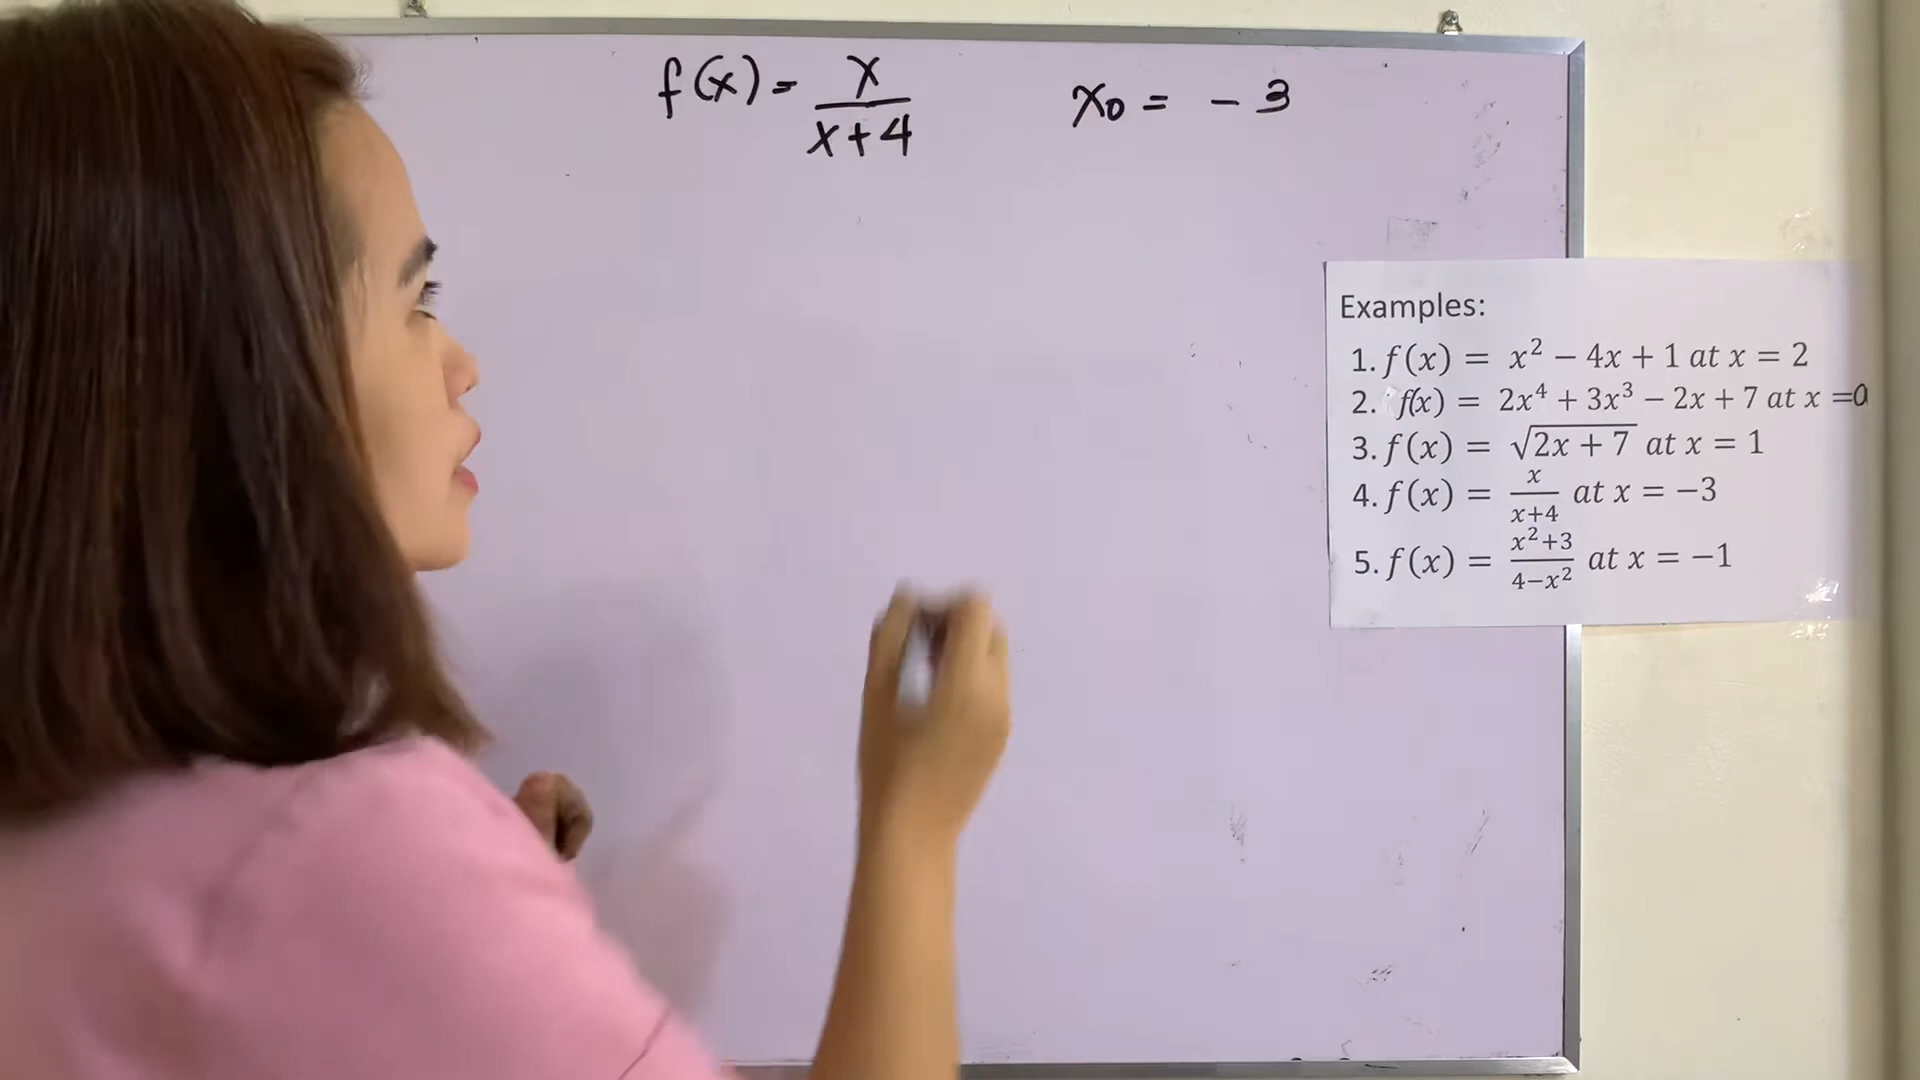 f(x) = x/(x+4)    x₀ = -3
Examples:
1. f(x) = x² − 4x + 1 at x = 2
2. f(x) = 2x⁴ + 3x³ − 2x + 7 at x = 0
3. f(x) = √(2x + 7) at x = 1
4. f(x) = x/(x+4) at x = −3
5. f(x) = (x²+3)/(4−x²) at x = −1